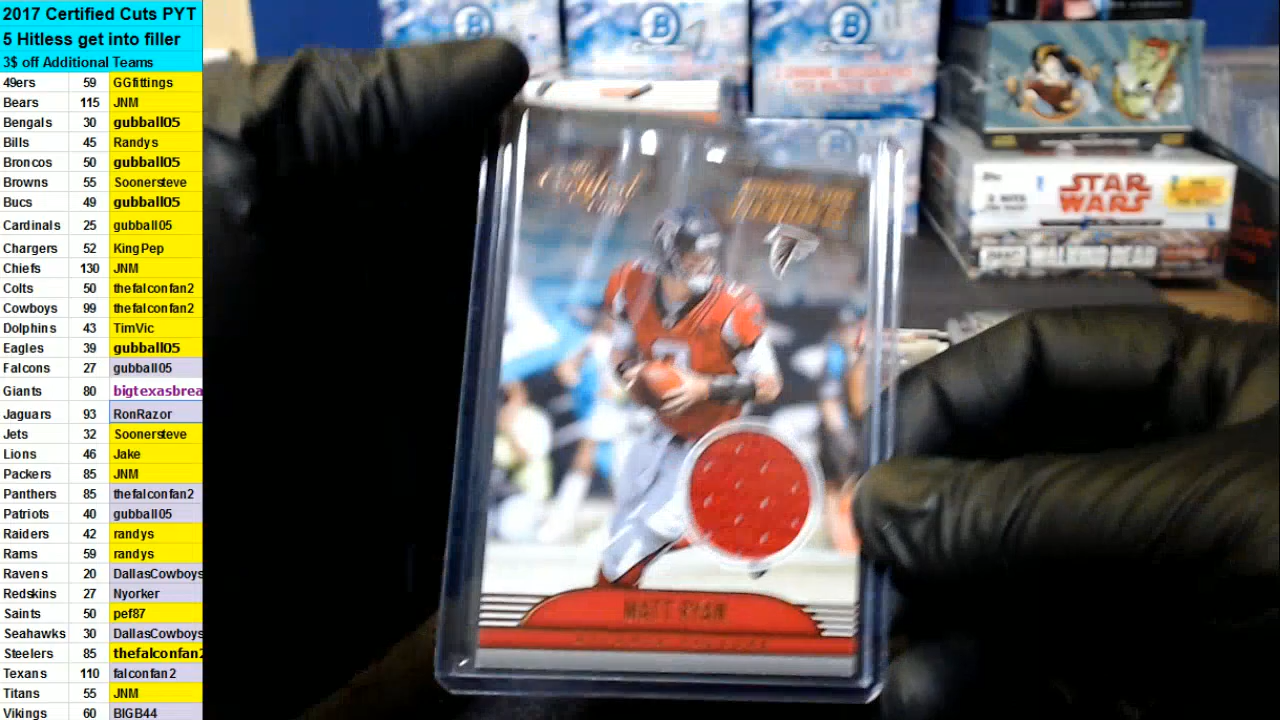 2017 Certified Cuts PYT
5 Hitless get into filler
3$ off Additional Teams
49ers 59 GGfittings
Bears 115 JNM
Bengals 30 gubball05
Bills 45 Randys
Broncos 50 gubball05
Browns 55 Soonersteve
Bucs 49 gubball05
Cardinals 25 gubball05
Chargers 52 KingPep
Chiefs 130 JNM
Colts 50 thefalconfan2
Cowboys 99 thefalconfan2
Dolphins 43 TimVic
Eagles 39 gubball05
Falcons 27 gubball05
Giants 80 bigtexasbrea
Jaguars 93 RonRazor
Jets 32 Soonersteve
Lions 46 Jake
Packers 85 JNM
Panthers 85 thefalconfan2
Patriots 40 gubball05
Raiders 42 randys
Rams 59 randys
Ravens 20 DallasCowboys
Redskins 27 Nyorker
Saints 50 pef87
Seahawks 30 DallasCowboys
Steelers 85 thefalconfan2
Texans 110 falconfan2
Titans 55 JNM
Vikings 60 BIGB44
B
B
B
STAR
WARS
WALKING DEAD
Certified
MATT RYAN